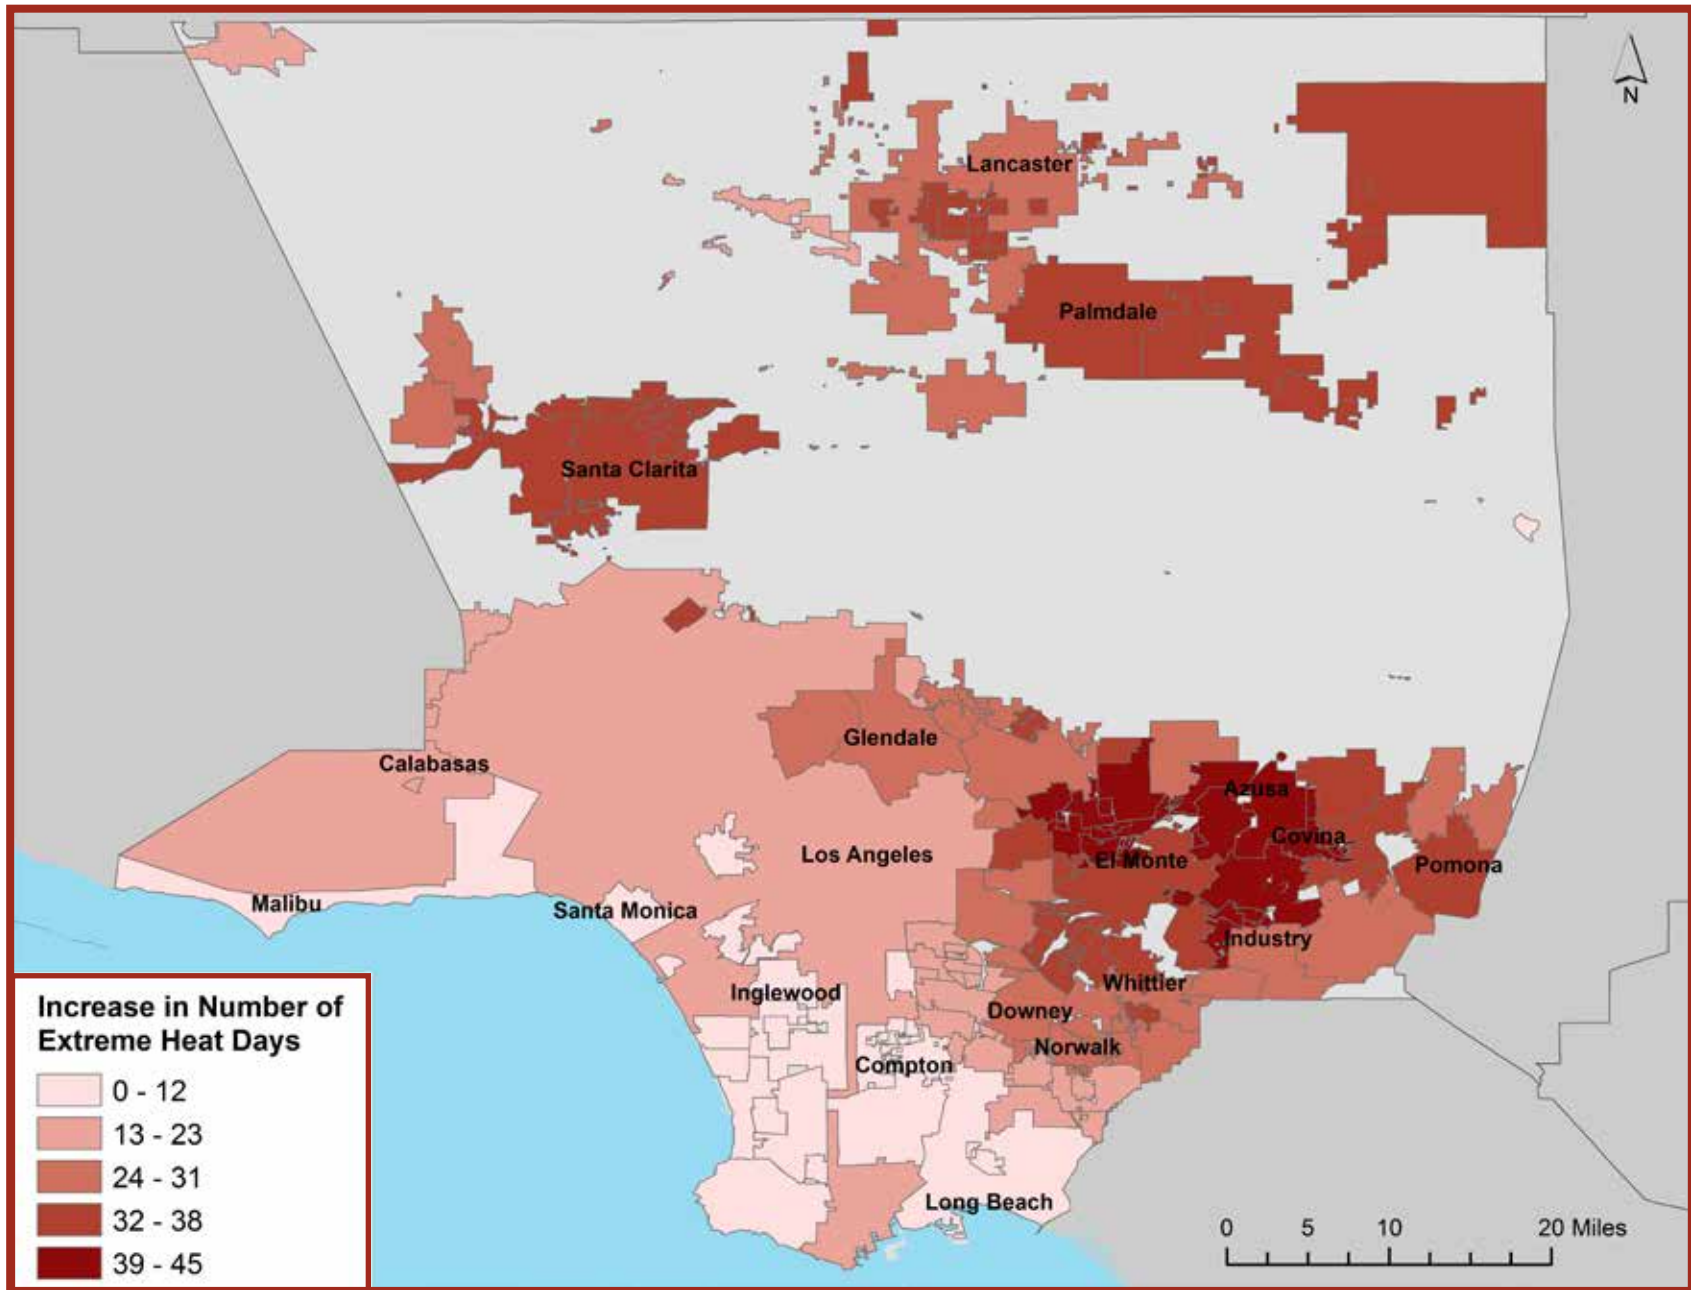 N
Lancaster
Palmdale
Santa Clarita
Glendale
Calabasas
Azusa
Covina
Los Angeles
El Monte
Pomona
Malibu
Santa Monica
Industry
Whittier
Inglewood
Downey
Norwalk
Compton
Long Beach
Increase in Number of
Extreme Heat Days
0 - 12
13 - 23
24 - 31
32 - 38
39 - 45
0 5 10 20 Miles